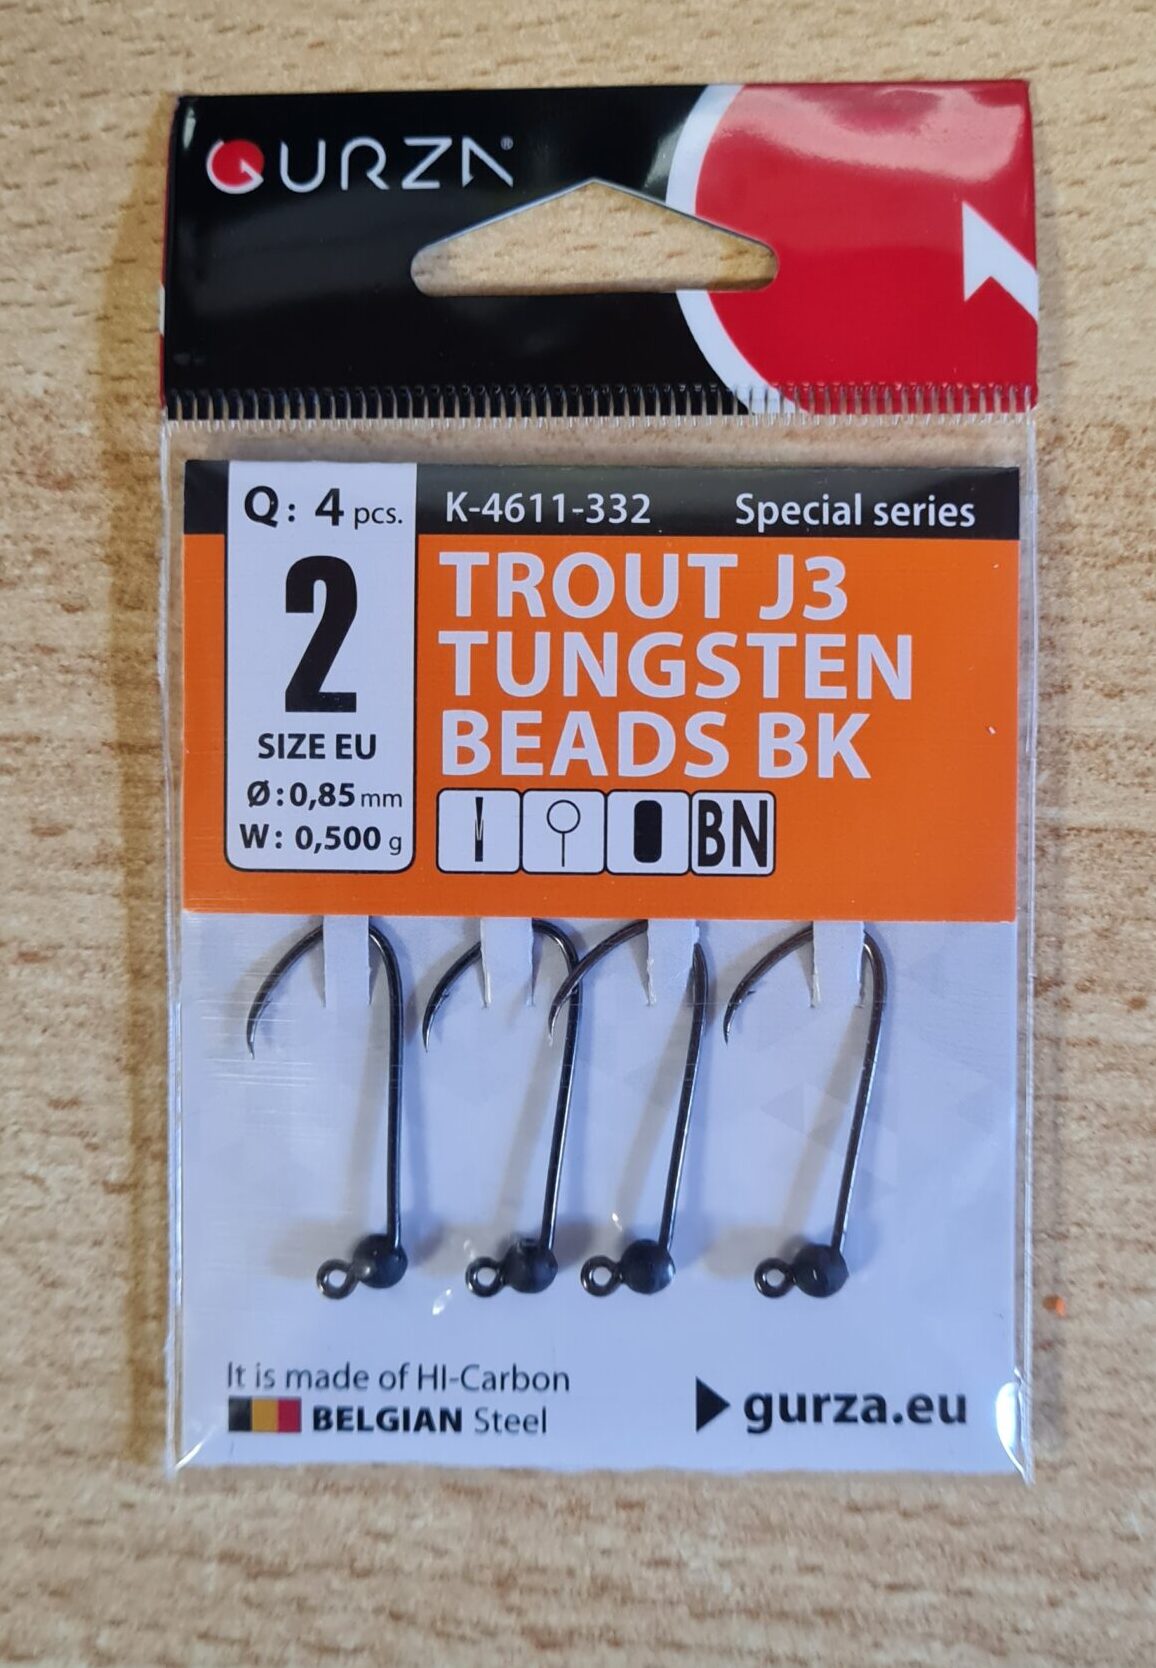 GURZA®
Q: 4 pcs.
2
SIZE EU
Ø:0,85 mm
W: 0,500 g
K-4611-332 Special series
TROUT J3
TUNGSTEN
BEADS BK
BN
It is made of HI-Carbon
BELGIAN Steel
gurza.eu